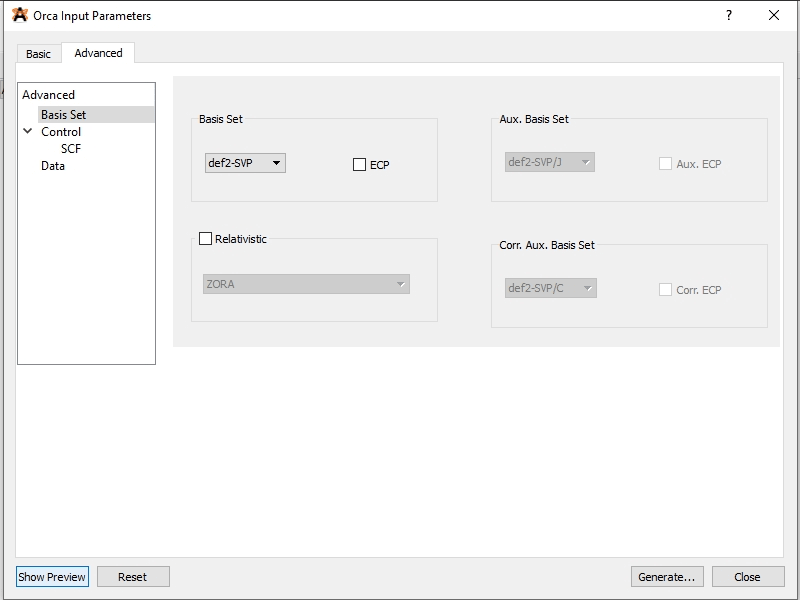 Orca Input Parameters
?
Basic
Advanced
Advanced
Basis Set
Control
SCF
Data
Basis Set
def2-SVP
ECP
Aux. Basis Set
def2-SVP/J
Aux. ECP
Relativistic
ZORA
Corr. Aux. Basis Set
def2-SVP/C
Corr. ECP
Show Preview
Reset
Generate...
Close